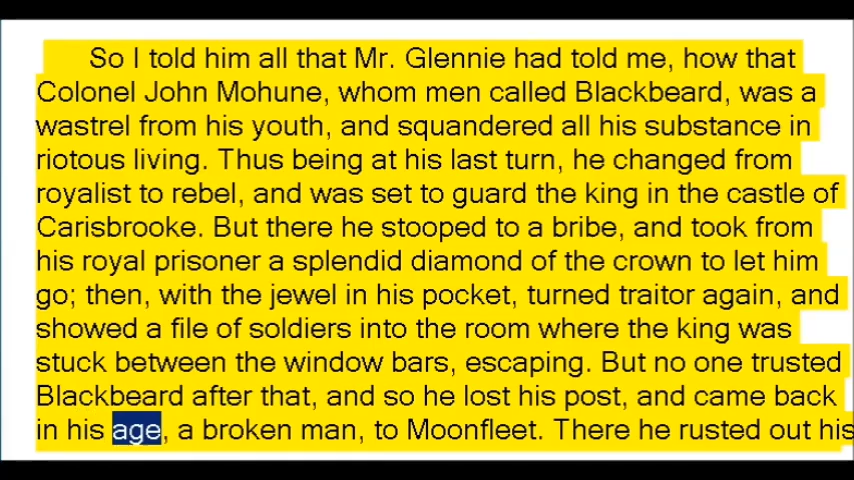 So I told him all that Mr. Glennie had told me, how that
Colonel John Mohune, whom men called Blackbeard, was a
wastrel from his youth, and squandered all his substance in
riotous living. Thus being at his last turn, he changed from
royalist to rebel, and was set to guard the king in the castle of
Carisbrooke. But there he stooped to a bribe, and took from
his royal prisoner a splendid diamond of the crown to let him
go; then, with the jewel in his pocket, turned traitor again, and
showed a file of soldiers into the room where the king was
stuck between the window bars, escaping. But no one trusted
Blackbeard after that, and so he lost his post, and came back
in his age, a broken man, to Moonfleet. There he rusted out his